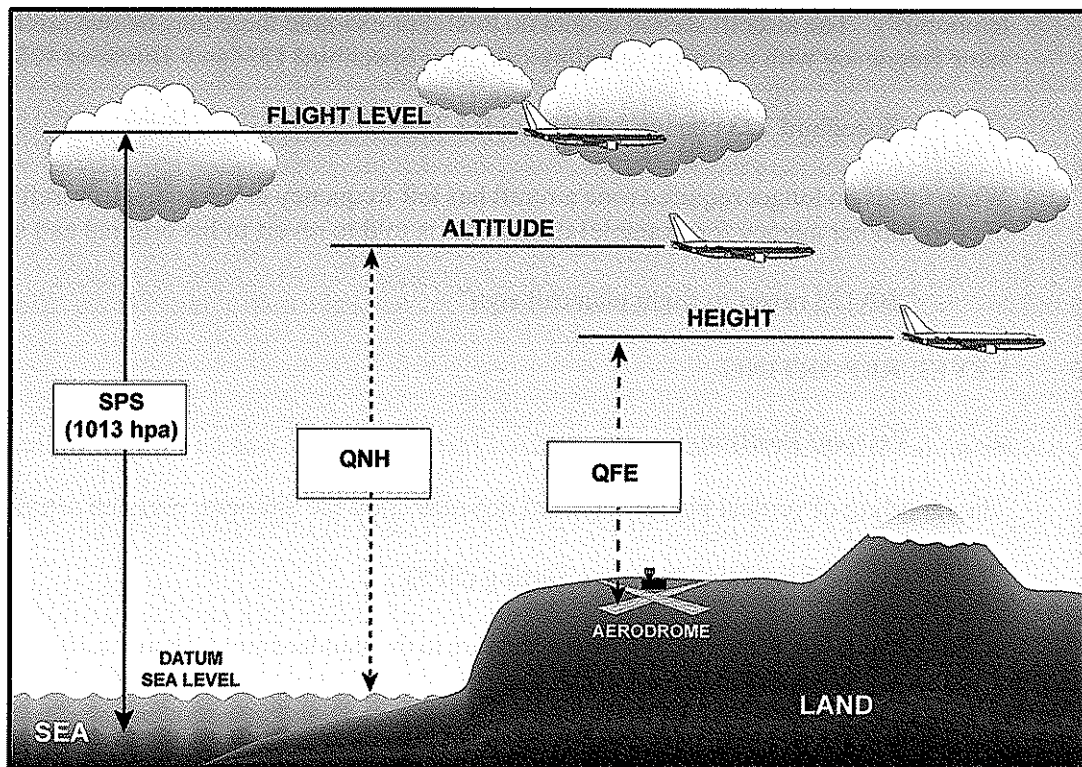 FLIGHT LEVEL
ALTITUDE
HEIGHT
SPS
(1013 hpa)
QNH
QFE
AERODROME
DATUM
SEA LEVEL
SEA
LAND